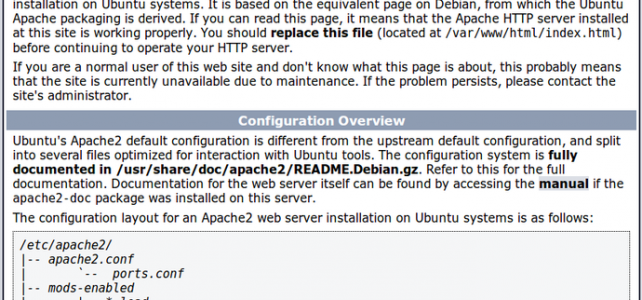 installation on Ubuntu systems. It is based on the equivalent page on Debian, from which the Ubuntu
Apache packaging is derived. If you can read this page, it means that the Apache HTTP server installed
at this site is working properly. You should replace this file (located at /var/www/html/index.html)
before continuing to operate your HTTP server.
If you are a normal user of this web site and don't know what this page is about, this probably means
that the site is currently unavailable due to maintenance. If the problem persists, please contact the
site's administrator.
Configuration Overview
Ubuntu's Apache2 default configuration is different from the upstream default configuration, and split
into several files optimized for interaction with Ubuntu tools. The configuration system is fully
documented in /usr/share/doc/apache2/README.Debian.gz. Refer to this for the full
documentation. Documentation for the web server itself can be found by accessing the manual if the
apache2-doc package was installed on this server.
The configuration layout for an Apache2 web server installation on Ubuntu systems is as follows:
/etc/apache2/
|-- apache2.conf
|       `--  ports.conf
|-- mods-enabled
|       |-- *.load